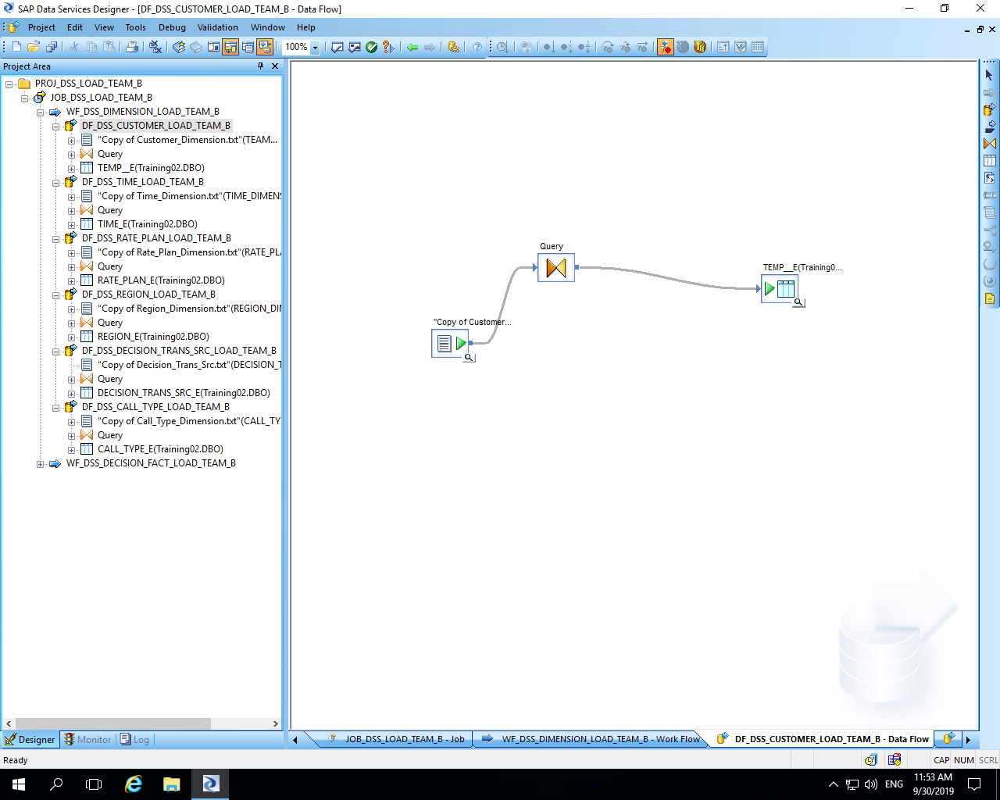 SAP Data Services Designer - [DF_DSS_CUSTOMER_LOAD_TEAM_B - Data Flow]
Project Edit View Tools Debug Validation Window Help
100%
Project Area
PROJ_DSS_LOAD_TEAM_B
JOB_DSS_LOAD_TEAM_B
WF_DSS_DIMENSION_LOAD_TEAM_B
DF_DSS_CUSTOMER_LOAD_TEAM_B
"Copy of Customer_Dimension.txt"(TEAM...
Query
TEMP__E(Training02.DBO)
DF_DSS_TIME_LOAD_TEAM_B
"Copy of Time_Dimension.txt"(TIME_DIMENS
Query
TIME_E(Training02.DBO)
DF_DSS_RATE_PLAN_LOAD_TEAM_B
"Copy of Rate_Plan_Dimension.txt"(RATE_PLA
Query
RATE_PLAN_E(Training02.DBO)
DF_DSS_REGION_LOAD_TEAM_B
"Copy of Region_Dimension.txt"(REGION_DIM
Query
REGION_E(Training02.DBO)
DF_DSS_DECISION_TRANS_SRC_LOAD_TEAM_B
"Copy of Decision_Trans_Src.txt"(DECISION_T
Query
DECISION_TRANS_SRC_E(Training02.DBO)
DF_DSS_CALL_TYPE_LOAD_TEAM_B
"Copy of Call_Type_Dimension.txt"(CALL_TY
Query
CALL_TYPE_E(Training02.DBO)
WF_DSS_DECISION_FACT_LOAD_TEAM_B
Query
TEMP__E(Training0...
"Copy of Customer...
Designer Monitor Log
JOB_DSS_LOAD_TEAM_B - Job
WF_DSS_DIMENSION_LOAD_TEAM_B - Work Flow
DF_DSS_CUSTOMER_LOAD_TEAM_B - Data Flow
Ready
CAP NUM SCRL
ENG
11:53 AM
9/30/2019